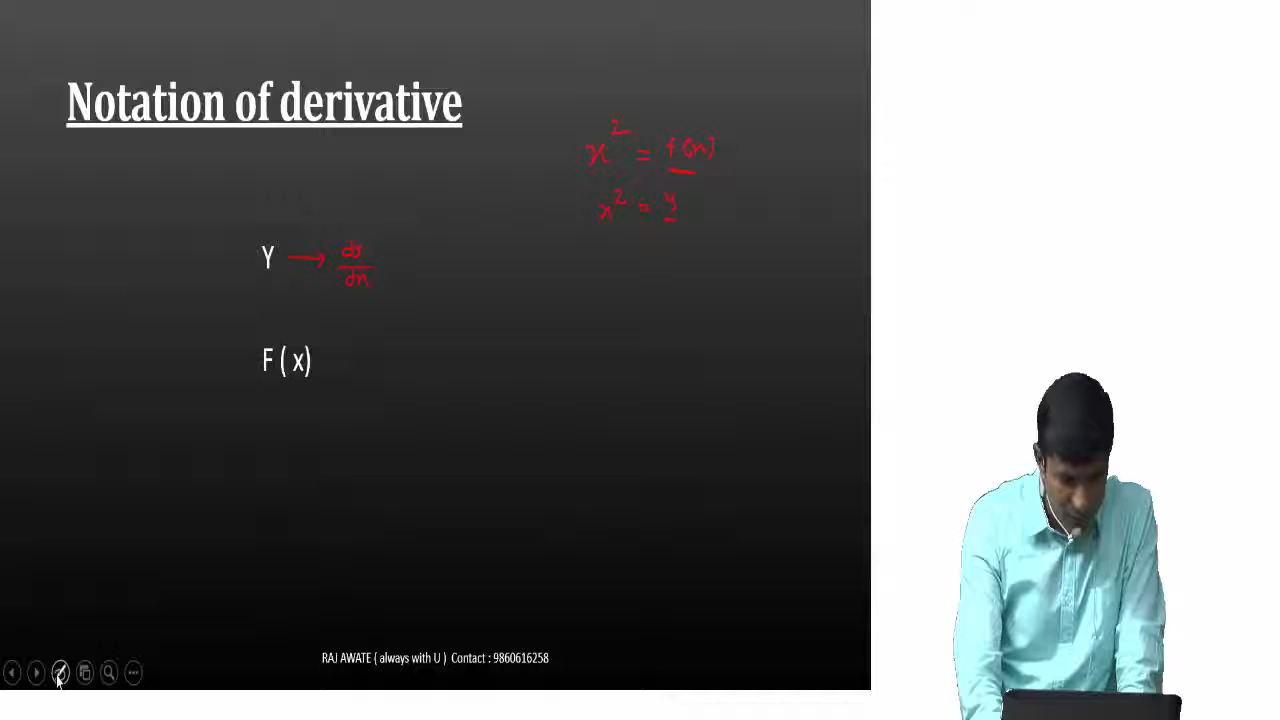 Notation of derivative
x² = f(x)
x² = y
Y → dy/dx
F ( x)
RAJ AWATE ( always with U ) Contact : 9860616258